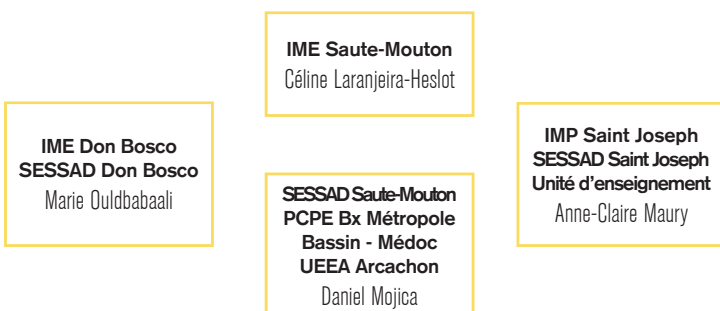 IME Saute-Mouton
Céline Laranjeira-Heslot
IME Don Bosco
SESSAD Don Bosco
Marie Ouldbabaali
SESSAD Saute-Mouton
PCPE Bx Métropole
Bassin - Médoc
UEEA Arcachon
Daniel Mojica
IMP Saint Joseph
SESSAD Saint Joseph
Unité d'enseignement
Anne-Claire Maury